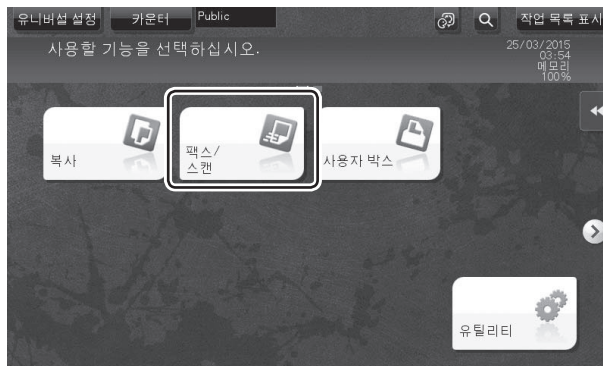 유니버설 설정
카운터
Public
작업 목록 표시
사용할 기능을 선택하십시오.
25/03/2015
03:54
메모리
100%
복사
팩스/
스캔
사용자 박스
유틸리티